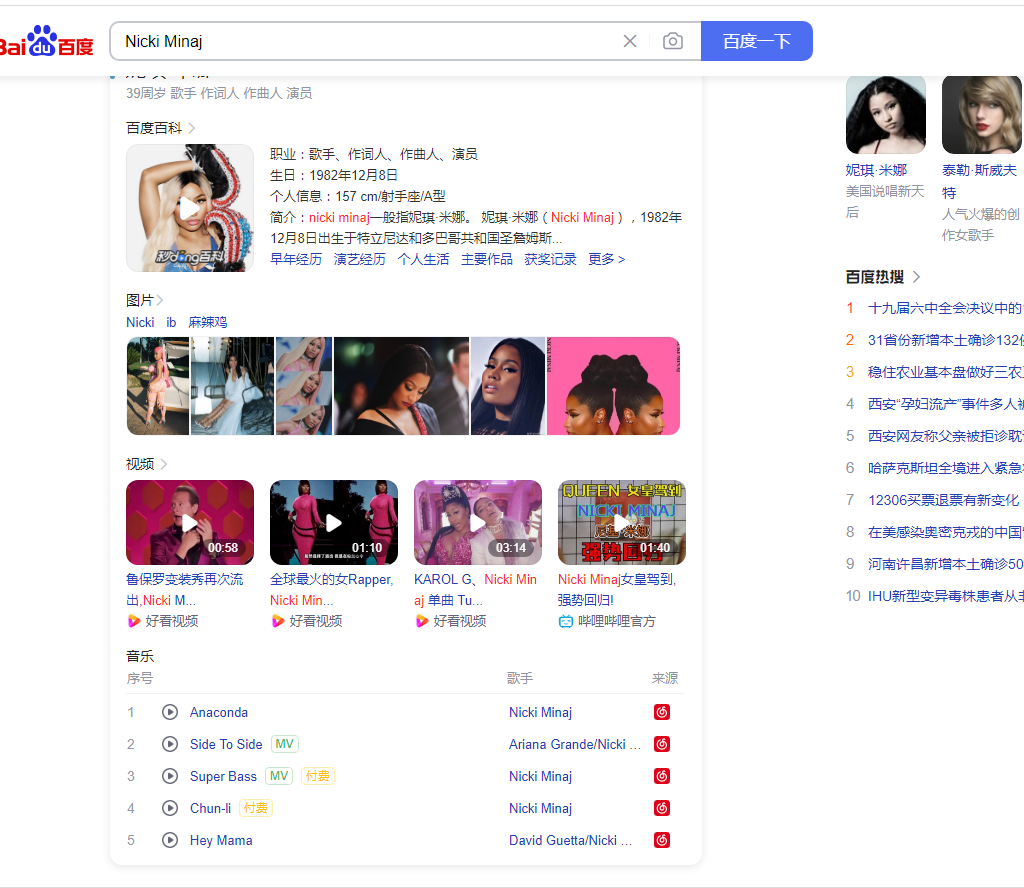 Bai du 百度
Nicki Minaj
百度一下
39周岁 歌手 作词人 作曲人 演员
百度百科
职业：歌手、作词人、作曲人、演员
生日：1982年12月8日
个人信息：157 cm/射手座/A型
简介：nicki minaj一般指妮琪·米娜。 妮琪·米娜（Nicki Minaj），1982年
12月8日出生于特立尼达和多巴哥共和国圣詹姆斯...
秒dong百科
早年经历 演艺经历 个人生活 主要作品 获奖记录 更多 >
图片
Nicki ib 麻辣鸡
视频
00:58
01:10
03:14
QUEEN-女皇驾到
NICKI MINAJ
尼基·米娜
强势回归
01:40
鲁保罗变装秀再次流
出,Nicki M...
好看视频
全球最火的女Rapper,
Nicki Min...
好看视频
KAROL G、Nicki Min
aj 单曲 Tu...
好看视频
Nicki Minaj女皇驾到,
强势回归!
哔哩哔哩官方
音乐
序号 歌手 来源
1 Anaconda Nicki Minaj
2 Side To Side MV Ariana Grande/Nicki ...
3 Super Bass MV 付费 Nicki Minaj
4 Chun-li 付费 Nicki Minaj
5 Hey Mama David Guetta/Nicki ...
妮琪·米娜
美国说唱新天
后
泰勒·斯威夫
特
人气火爆的创
作女歌手
百度热搜
1 十九届六中全会决议中的
2 31省份新增本土确诊132
3 稳住农业基本盘做好三农
4 西安“孕妇流产”事件多人
5 西安网友称父亲被拒诊
6 哈萨克斯坦全境进入紧急
7 12306买票退票有新变化
8 在美感染奥密克戎的中国
9 河南许昌新增本土确诊50
10 IHU新型变异毒株患者从